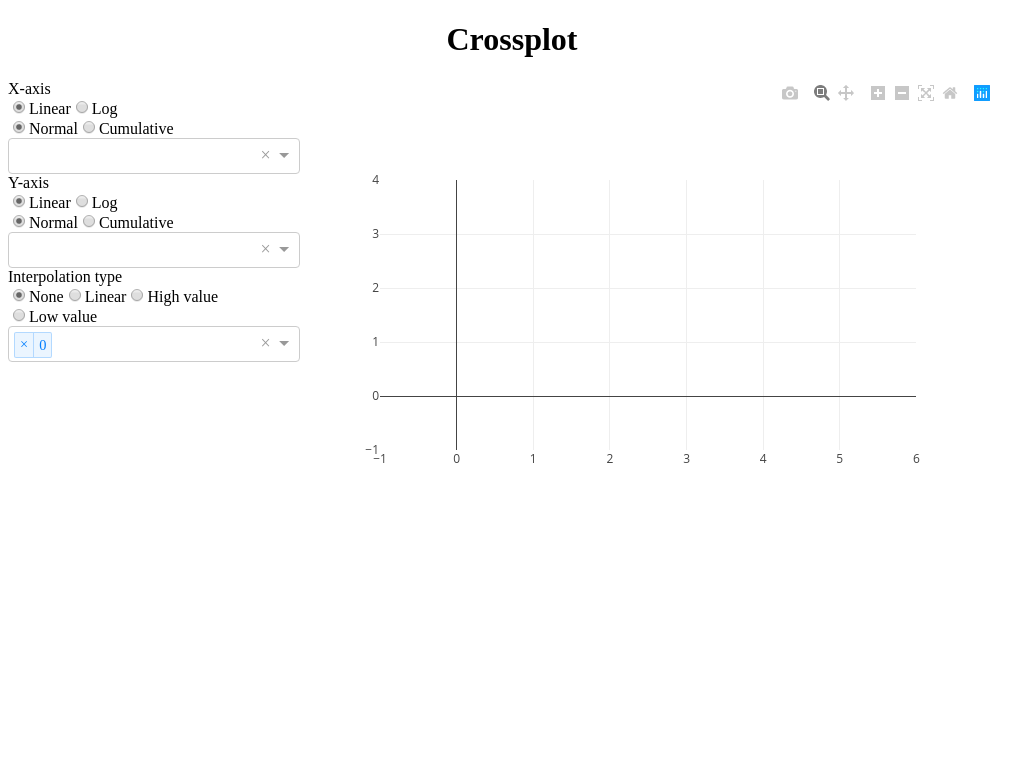 Crossplot
X-axis
Linear Log
Normal Cumulative
×
Y-axis
Linear Log
Normal Cumulative
×
Interpolation type
None Linear High value
Low value
× 0 ×
4
3
2
1
0
−1
−1 0 1 2 3 4 5 6